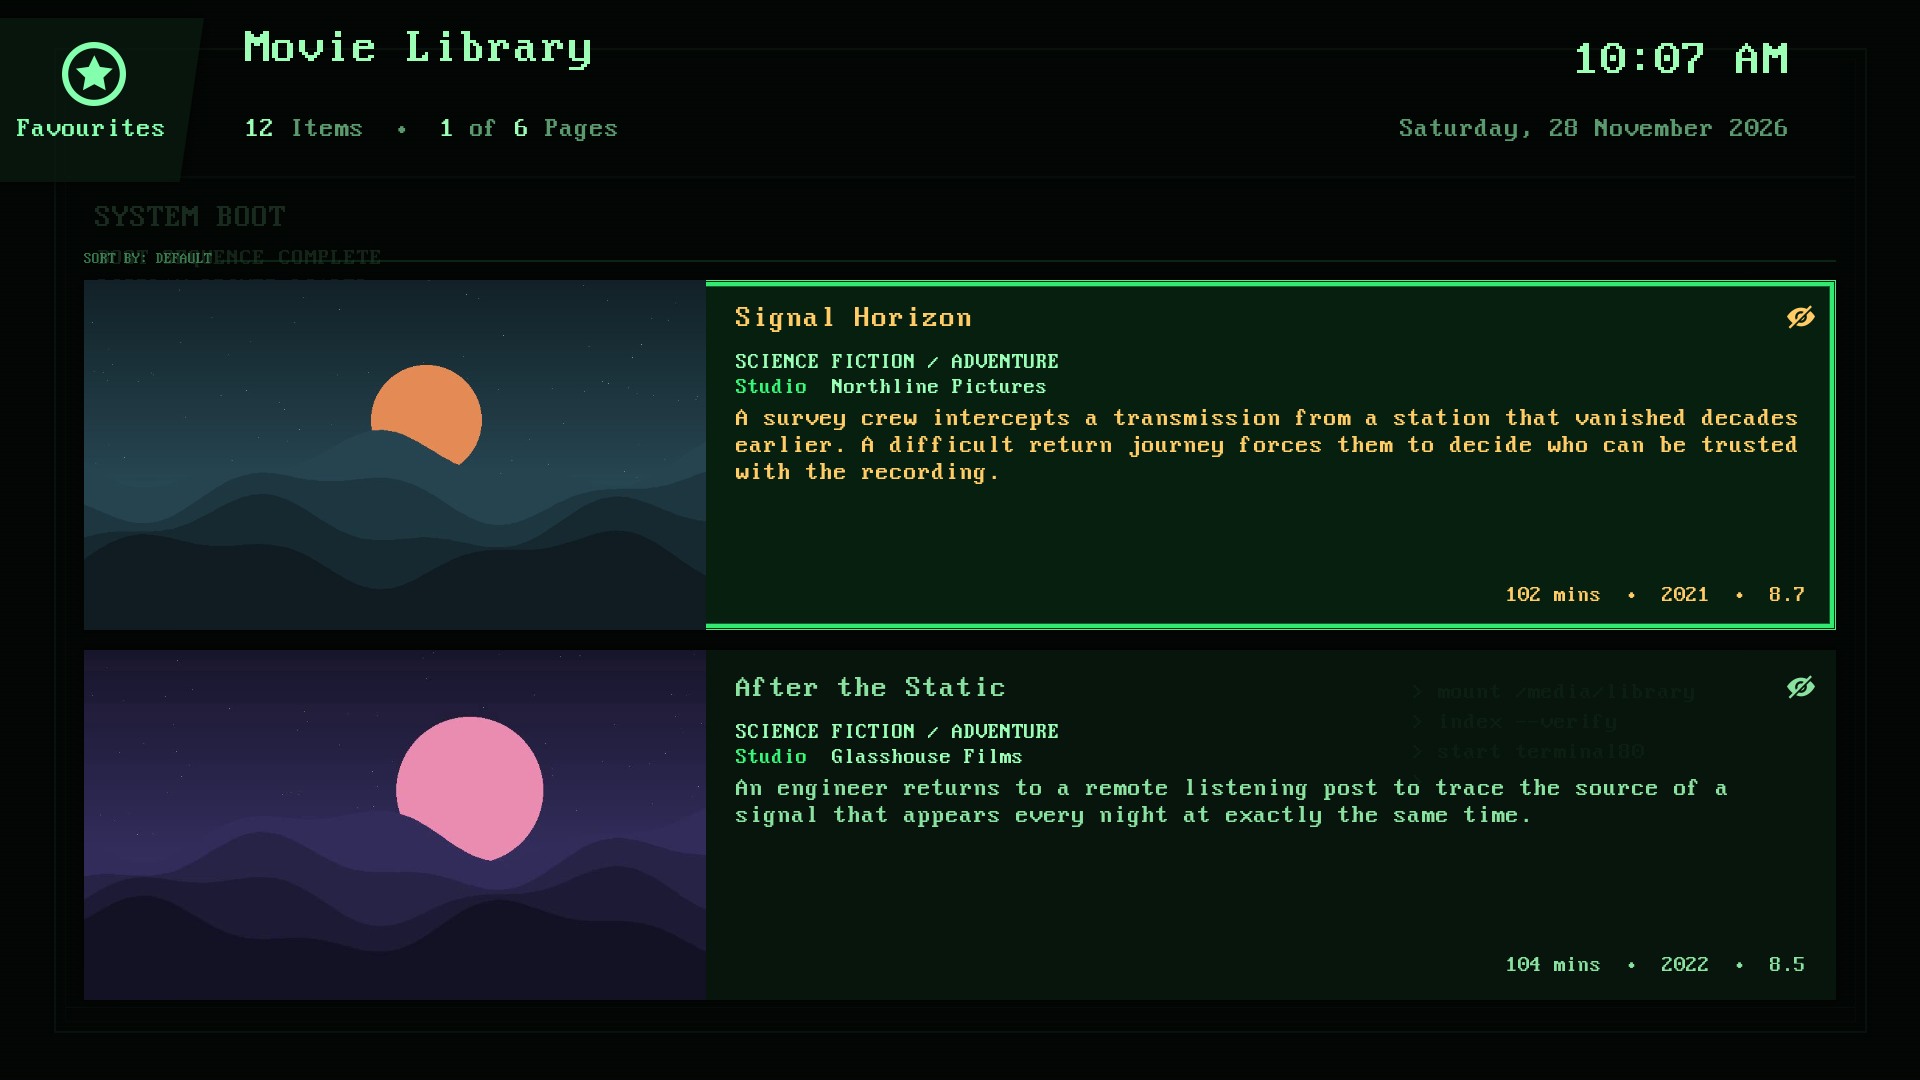 Movie Library
10:07 AM
Favourites
12 Items • 1 of 6 Pages
Saturday, 28 November 2026
SYSTEM BOOT
SORT BY: DEFAULT
COMPLETE
Signal Horizon
SCIENCE FICTION / ADVENTURE
Studio Northline Pictures
A survey crew intercepts a transmission from a station that vanished decades
earlier. A difficult return journey forces them to decide who can be trusted
with the recording.
102 mins • 2021 • 8.7
After the Static
SCIENCE FICTION / ADVENTURE
Studio Glasshouse Films
An engineer returns to a remote listening post to trace the source of a
signal that appears every night at exactly the same time.
> mount /media/library
> index --verify
> start terminal80
104 mins • 2022 • 8.5